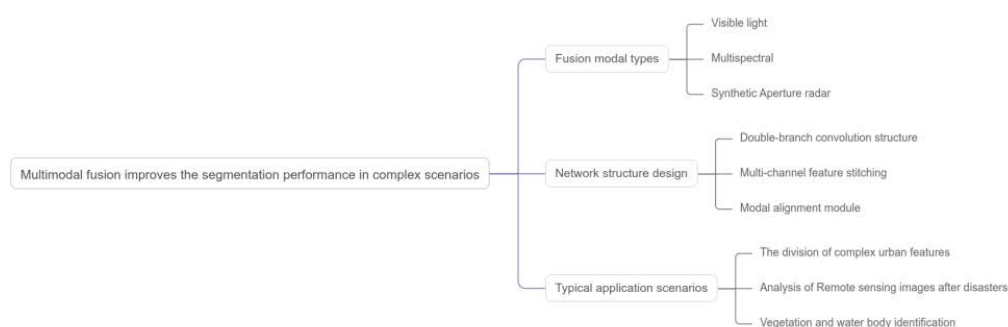 Multimodal fusion improves the segmentation performance in complex scenarios
Fusion modal types
Visible light
Multispectral
Synthetic Aperture radar
Network structure design
Double-branch convolution structure
Multi-channel feature stitching
Modal alignment module
Typical application scenarios
The division of complex urban features
Analysis of Remote sensing images after disasters
Vegetation and water body identification